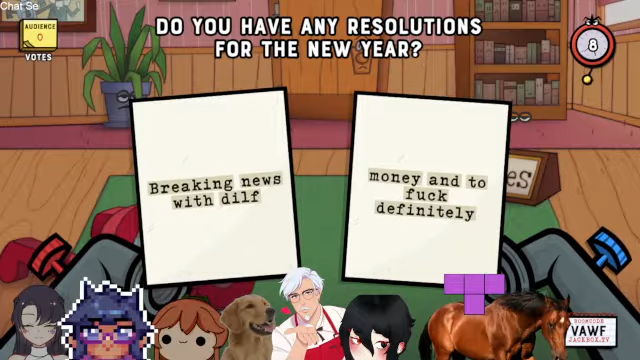 Chat Se
AUDIENCE
0
VOTES
DO YOU HAVE ANY RESOLUTIONS
FOR THE NEW YEAR?
8
Breaking news
with dilf
money and to
fuck
definitely
ES
ROOMCODE
VAWF
JACKBOX.TV